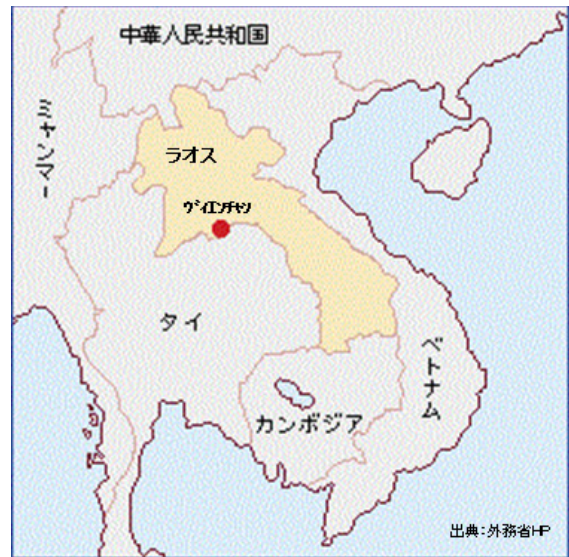 中華人民共和国
ミャンマー
ラオス
ヴィエンチャン
タイ
ベトナム
カンボジア
出典:外務省HP